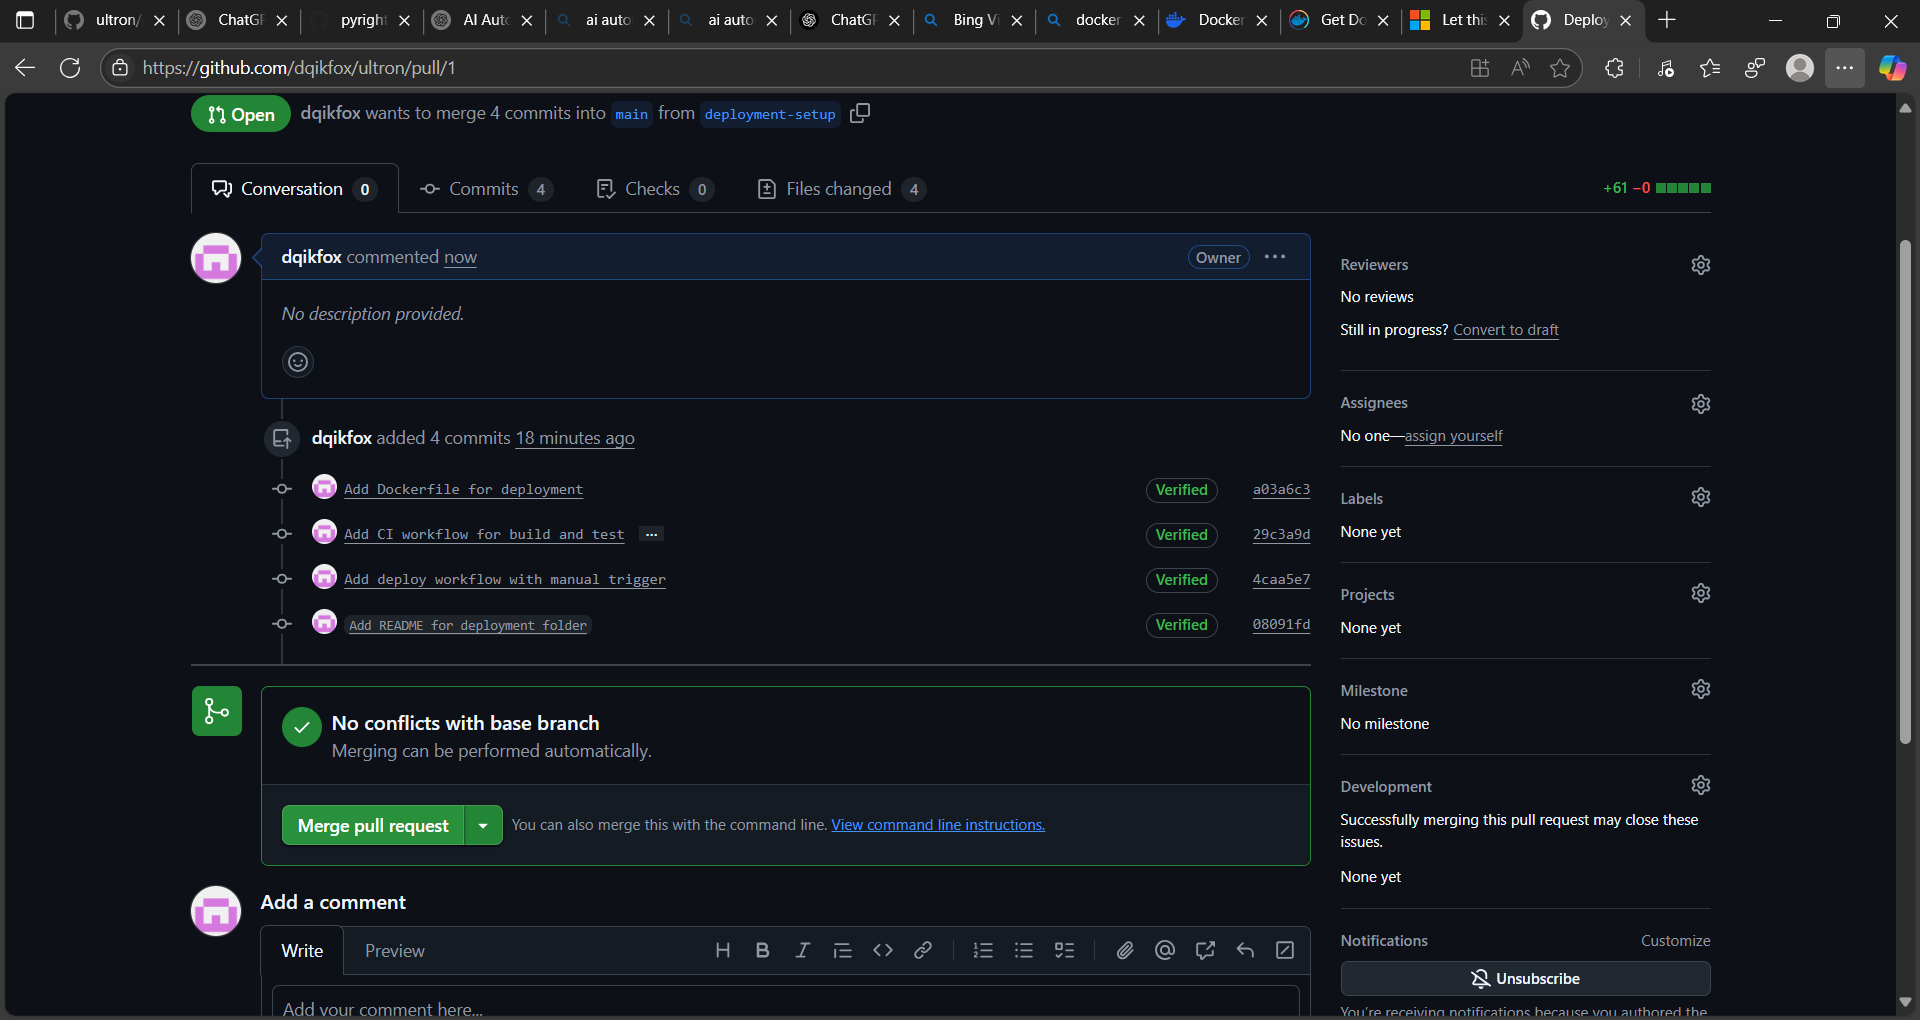 ultron/
ChatGP
pyright
AI Auto
ai auto
ai auto
ChatGP
Bing Vi
docker
Docker
Get Do
Let this
Deploy
https://github.com/dqikfox/ultron/pull/1
Open
dqikfox wants to merge 4 commits into main from deployment-setup
Conversation 0
Commits 4
Checks 0
Files changed 4
+61 −0
dqikfox commented now
Owner
No description provided.
dqikfox added 4 commits 18 minutes ago
Add Dockerfile for deployment Verified a03a6c3
Add CI workflow for build and test ... Verified 29c3a9d
Add deploy workflow with manual trigger Verified 4caa5e7
Add README for deployment folder Verified 08091fd
No conflicts with base branch
Merging can be performed automatically.
Merge pull request
You can also merge this with the command line. View command line instructions.
Add a comment
Write
Preview
Add your comment here...
Reviewers
No reviews
Still in progress? Convert to draft
Assignees
No one—assign yourself
Labels
None yet
Projects
None yet
Milestone
No milestone
Development
Successfully merging this pull request may close these
issues.
None yet
Notifications
Customize
Unsubscribe
You're receiving notifications because you authored the